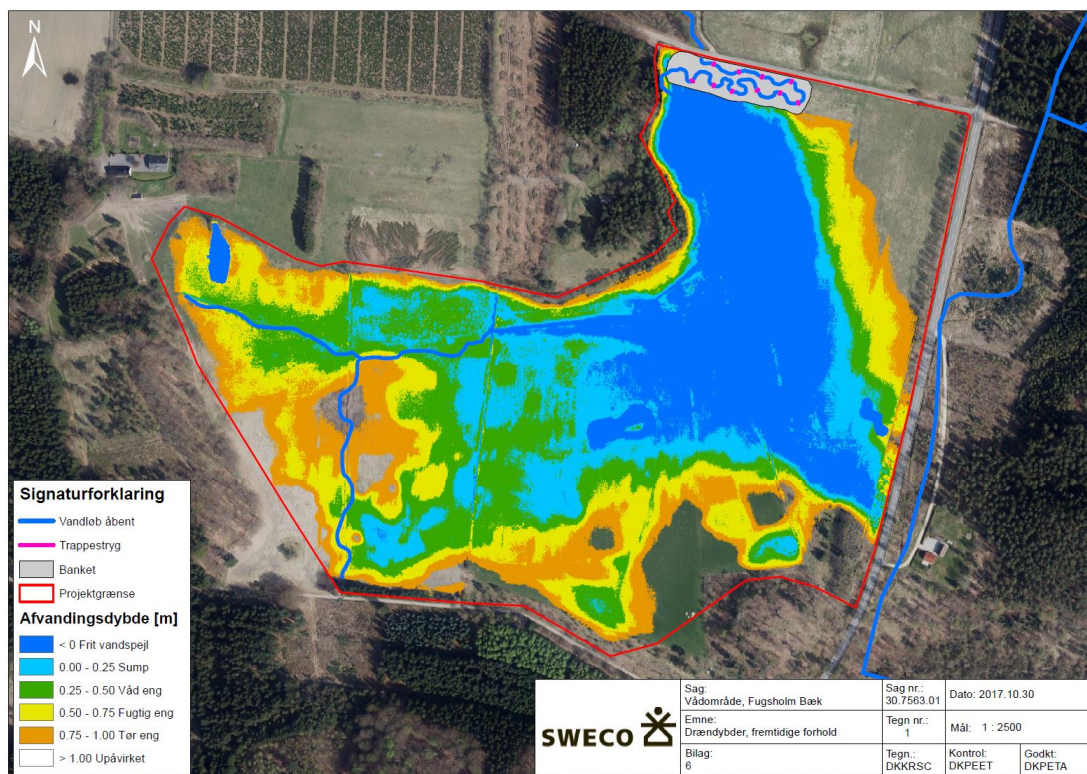 N
Signaturforklaring
Vandløb åbent
Trappestryg
Banket
Projektgrænse
Afvandingsdybde [m]
< 0 Frit vandspejl
0.00 - 0.25 Sump
0.25 - 0.50 Våd eng
0.50 - 0.75 Fugtig eng
0.75 - 1.00 Tør eng
> 1.00 Upåvirket
SWECO
Sag:
Vådområde, Fugsholm Bæk
Sag nr.:
30.7563.01
Dato: 2017.10.30
Emne:
Drændybder, fremtidige forhold
Tegn nr.:
1
Mål: 1 : 2500
Bilag:
6
Tegn.:
DKKRSC
Kontrol:
DKPEET
Godkt:
DKPETA